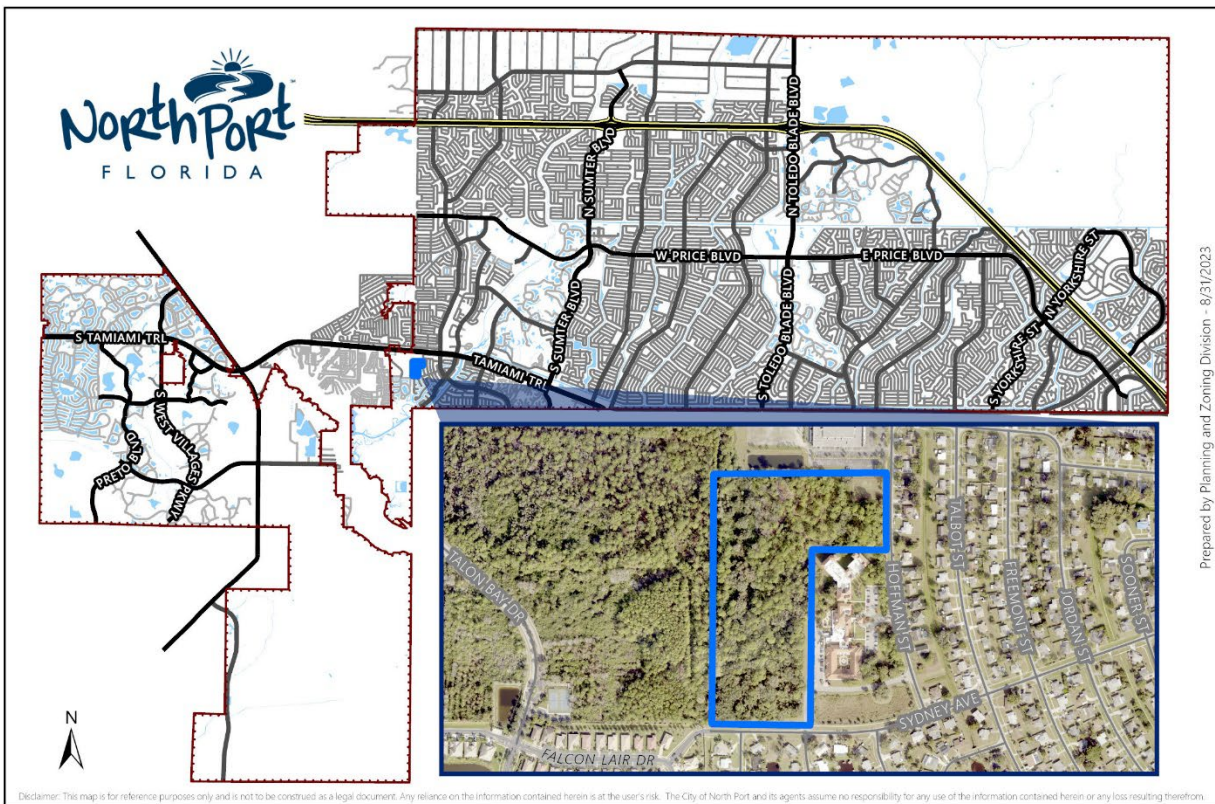 NorthPort
FLORIDA
N SUMTER BLVD
N TOLEDO BLADE BLVD
W PRICE BLVD
E PRICE BLVD
N YORKSHIRE ST
S TAMIAMI TRL
S SUMTER BLVD
TAMIAMI TRL
S TOLEDO BLADE BLVD
S YORKSHIRE ST
S WEST VILLAGES PKWY
PRETO BLVD
TALON BAY DR
HOFFMAN ST
TALBOT ST
FREEMONT ST
JORDAN ST
SOONER ST
SYDNEY AVE
FALCON LAIR DR
N
Prepared by Planning and Zoning Division - 8/31/2023
Disclaimer: This map is for reference purposes only and is not to be construed as a legal document. Any reliance on the information contained herein is at the user's risk. The City of North Port and its agents assume no responsibility for any use of the information contained herein or any loss resulting therefrom.